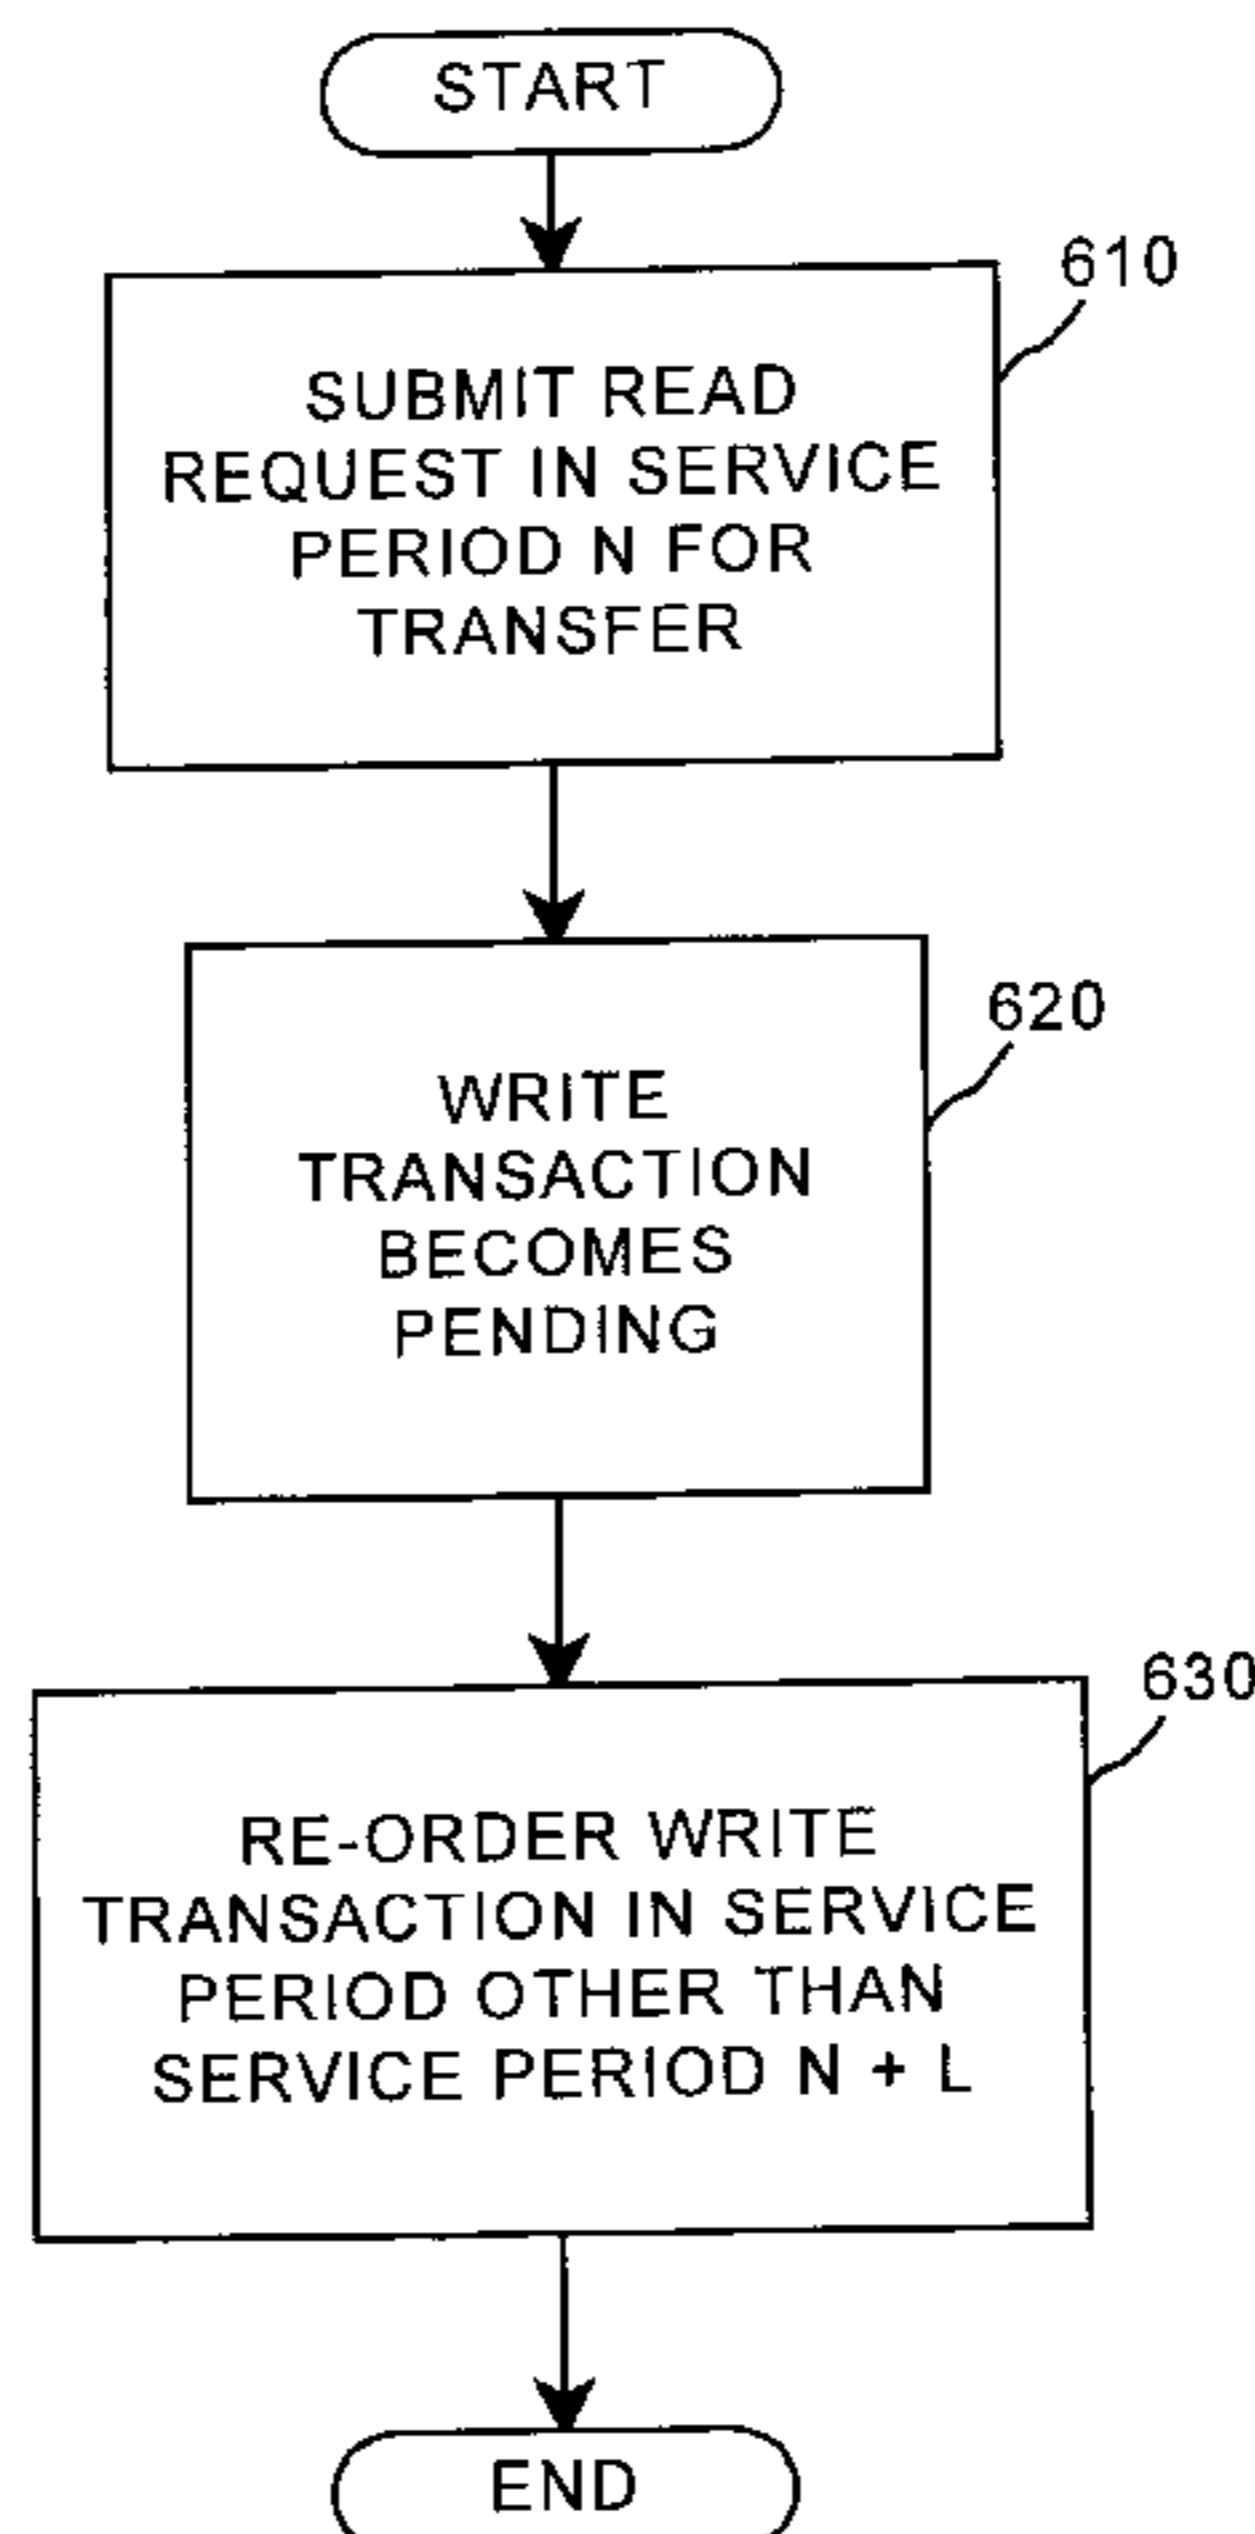 START
610
SUBMIT READ
REQUEST IN SERVICE
PERIOD N FOR
TRANSFER
620
WRITE
TRANSACTION
BECOMES
PENDING
630
RE-ORDER WRITE
TRANSACTION IN SERVICE
PERIOD OTHER THAN
SERVICE PERIOD N + L
END